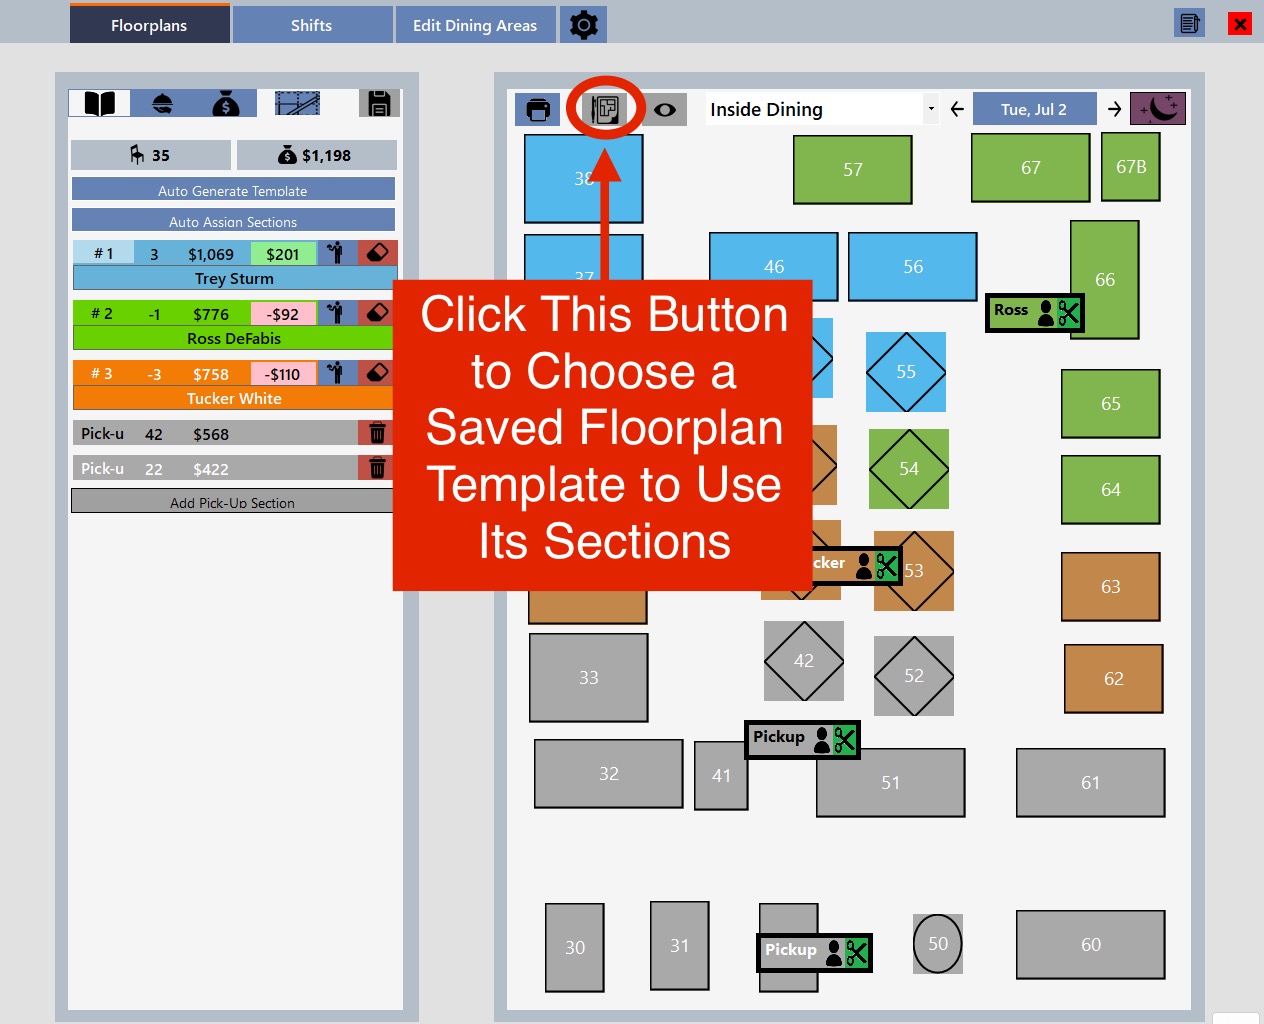 Floorplans
Shifts
Edit Dining Areas
35
$1,198
Auto Generate Template
Auto Assign Sections
# 1 3 $1,069 $201
Trey Sturm
# 2 -1 $776 -$92
Ross DeFabis
# 3 -3 $758 -$110
Tucker White
Pick-u 42 $568
Pick-u 22 $422
Add Pick-Up Section
Inside Dining
Tue, Jul 2
38
57
67
67B
37
46
56
66
Ross
Click This Button
to Choose a
Saved Floorplan
Template to Use
Its Sections
55
65
54
64
cker
53
63
33
42
52
62
Pickup
32
41
51
61
30
31
Pickup
50
60